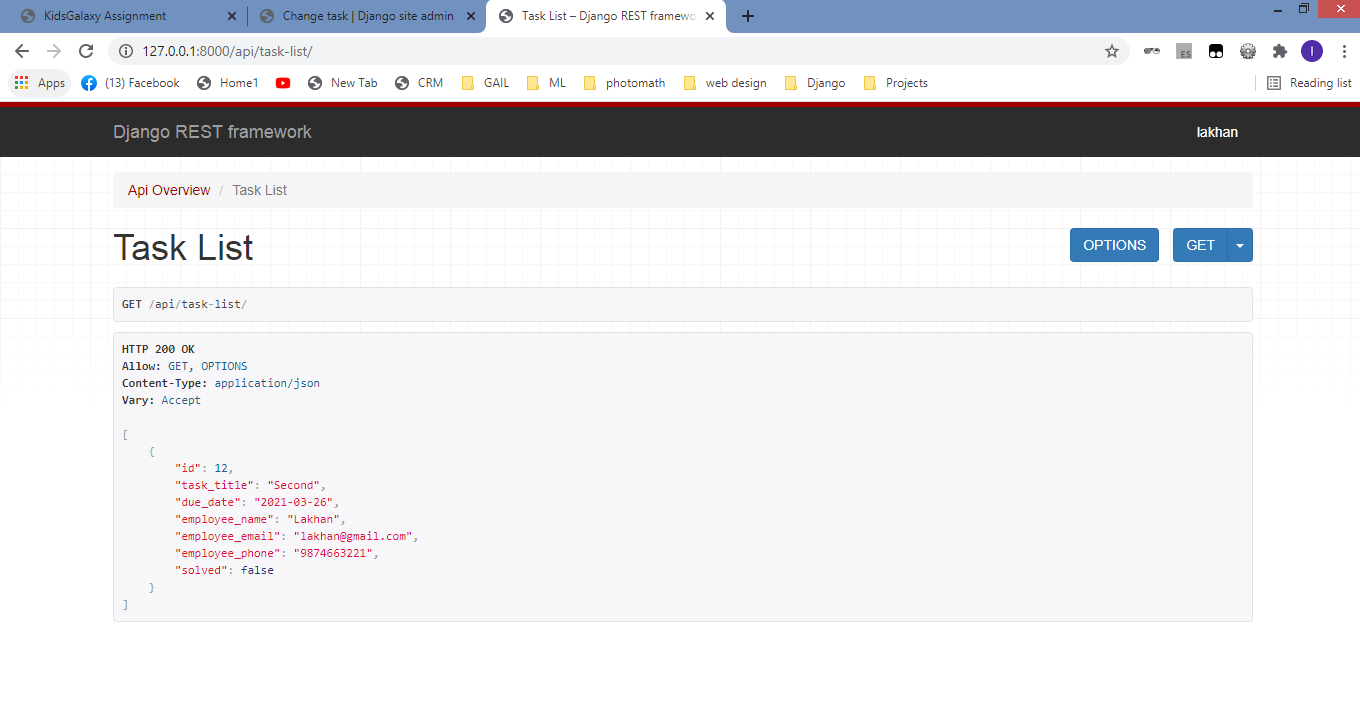 KidsGalaxy Assignment
Change task | Django site admin
Task List – Django REST framewo
127.0.0.1:8000/api/task-list/
ES
I
Apps
(13) Facebook
Home1
New Tab
CRM
GAIL
ML
photomath
web design
Django
Projects
Reading list
Django REST framework
lakhan
Api Overview / Task List
Task List
OPTIONS
GET
GET /api/task-list/
HTTP 200 OK
Allow: GET, OPTIONS
Content-Type: application/json
Vary: Accept
[
    {
        "id": 12,
        "task_title": "Second",
        "due_date": "2021-03-26",
        "employee_name": "Lakhan",
        "employee_email": "lakhan@gmail.com",
        "employee_phone": "9874663221",
        "solved": false
    }
]